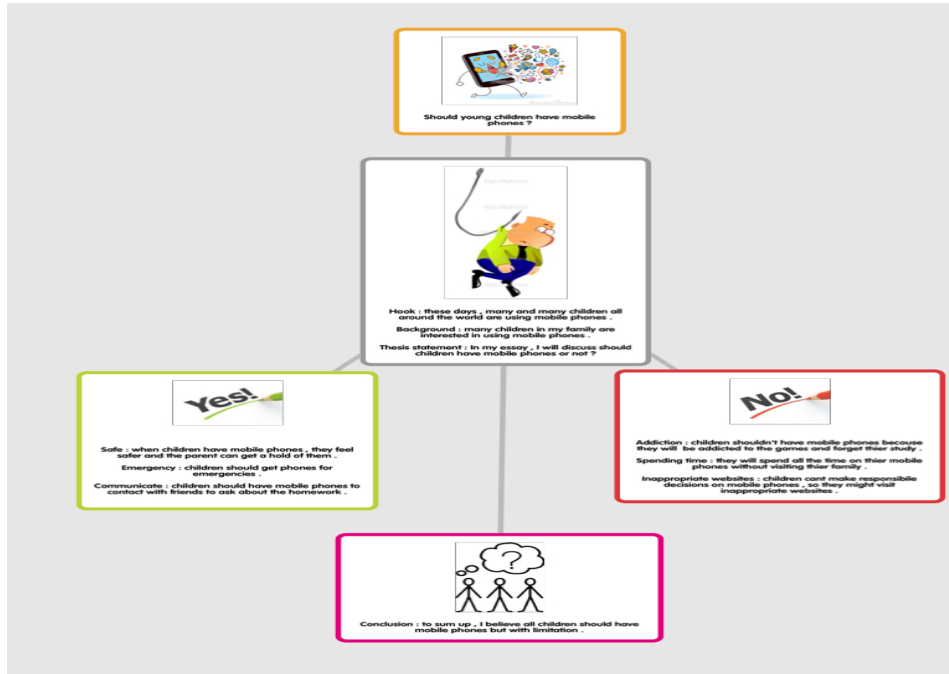 Should young children have mobile
phones ?
Hook : these days , many and many children all
around the world are using mobile phones .
Background : many children in my family are
interested in using mobile phones .
Thesis statement : In my essay , I will discuss should
children have mobile phones or not ?
Yes!
Safe : when children have mobile phones , they feel
safer and the parent can get a hold of them .
Emergency : children should get phones for
emergencies .
Communicate : children should have mobile phones to
contact with friends to ask about the homework .
No!
Addiction : children shouldn't have mobile phones because
they will be addicted to the games and forget thier study .
Spending time : they will spend all the time on thier mobile
phones without visiting thier family .
Inappropriate websites : children cant make responsibile
decisions on mobile phones , so they might visit
inappropriate websites .
?
Conclusion : to sum up , I believe all children should have
mobile phones but with limitation .